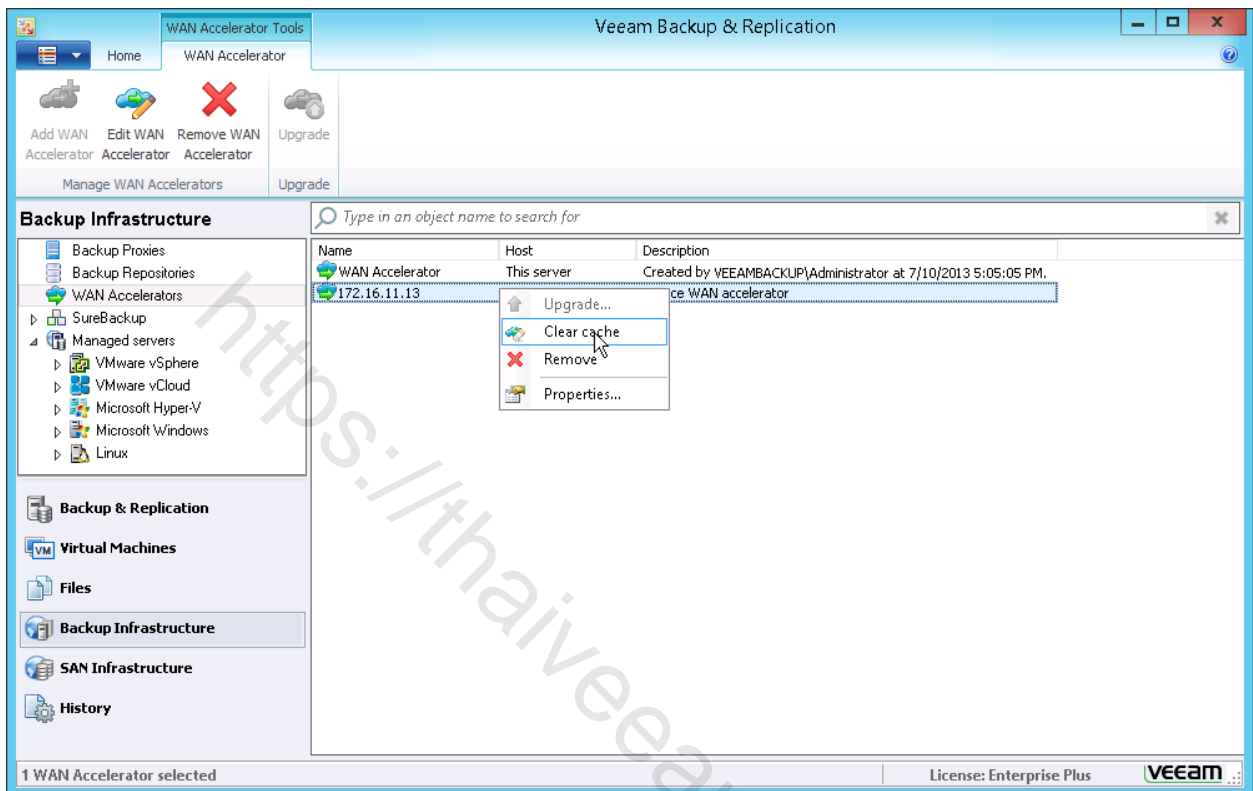 WAN Accelerator Tools
Veeam Backup & Replication
Home
WAN Accelerator
Add WAN Accelerator
Edit WAN Accelerator
Remove WAN Accelerator
Upgrade
Manage WAN Accelerators
Upgrade
Backup Infrastructure
Type in an object name to search for
Backup Proxies
Backup Repositories
WAN Accelerators
SureBackup
Managed servers
VMware vSphere
VMware vCloud
Microsoft Hyper-V
Microsoft Windows
Linux
Name Host Description
WAN Accelerator This server Created by VEEAMBACKUP\Administrator at 7/10/2013 5:05:05 PM.
172.16.11.13 ce WAN accelerator
Upgrade...
Clear cache
Remove
Properties...
Backup & Replication
VM
Virtual Machines
Files
Backup Infrastructure
SAN Infrastructure
History
1 WAN Accelerator selected
License: Enterprise Plus
veeam
https://thaiveea